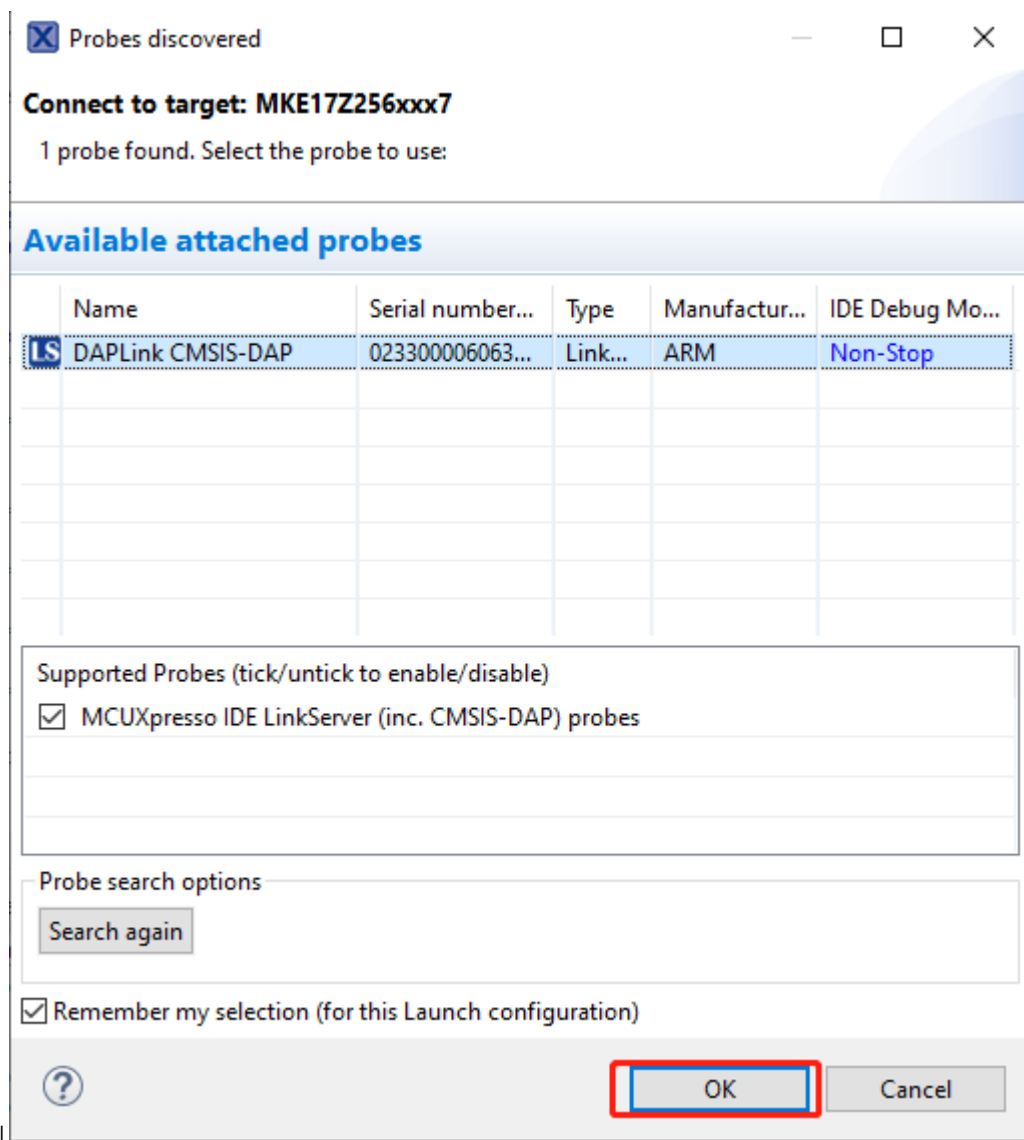 Probes discovered
Connect to target: MKE17Z256xxx7
1 probe found. Select the probe to use:
Available attached probes
Name Serial number... Type Manufactur... IDE Debug Mo...
LS DAPLink CMSIS-DAP 023300006063... Link... ARM Non-Stop
Supported Probes (tick/untick to enable/disable)
MCUXpresso IDE LinkServer (inc. CMSIS-DAP) probes
Probe search options
Search again
Remember my selection (for this Launch configuration)
? OK Cancel